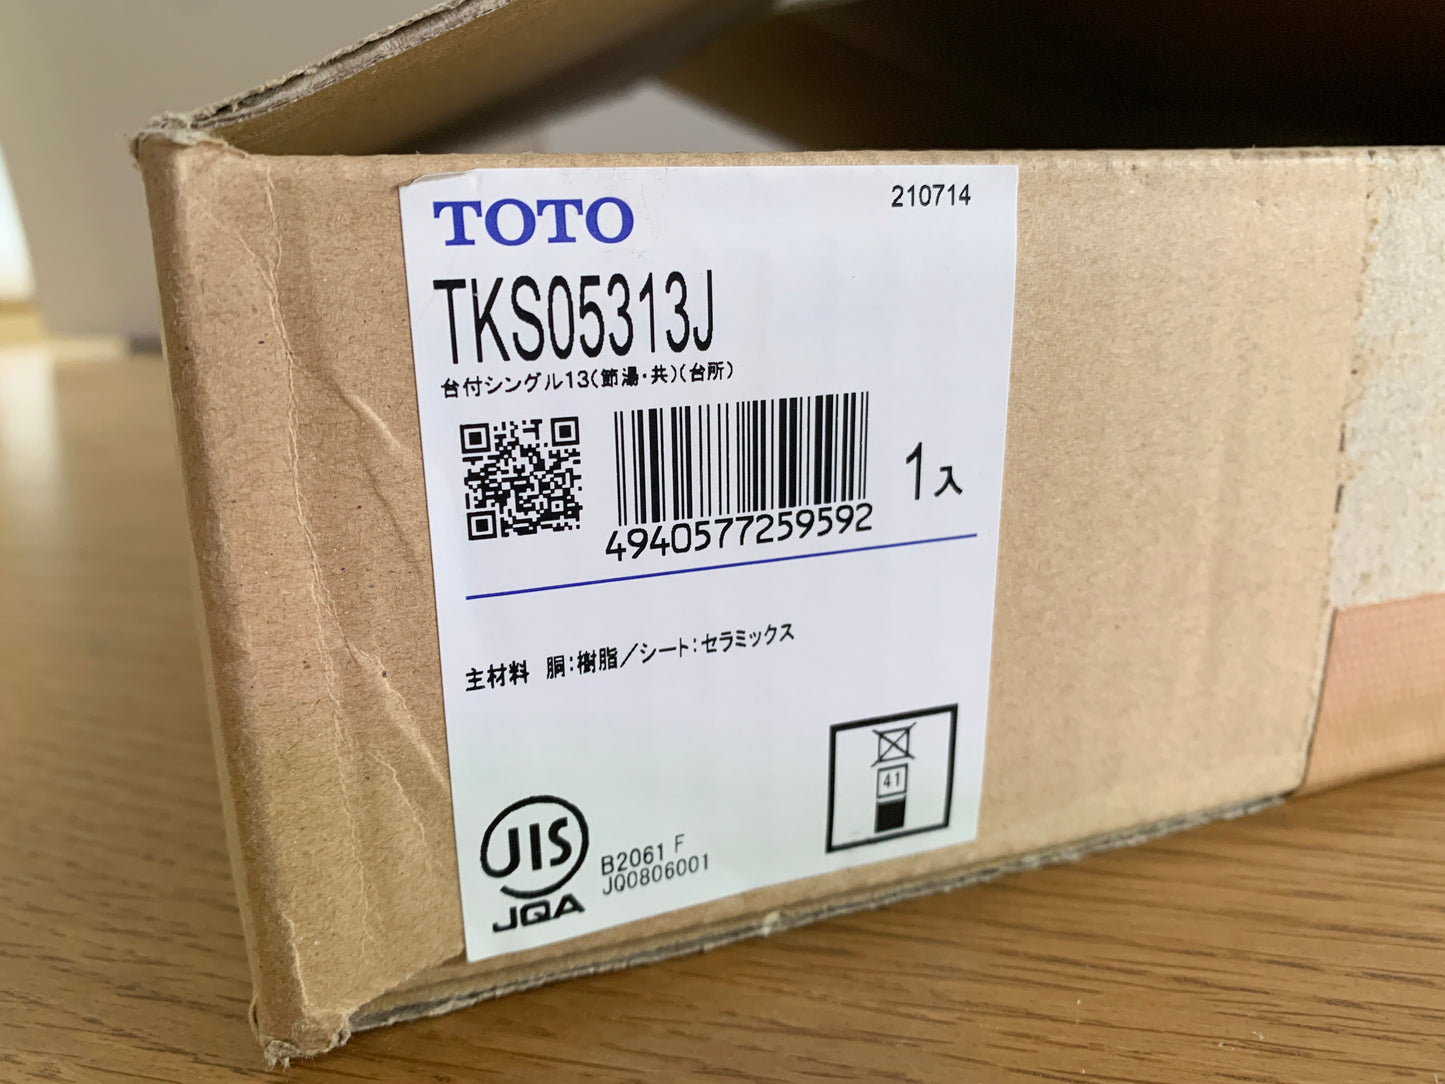 TOTO
210714
TKS05313J
台付シングル13(節湯・共)(台所)
4940577259592
1入
主材料 胴:樹脂/シート:セラミックス
41
JIS
JQA
B2061 F
JQ0806001